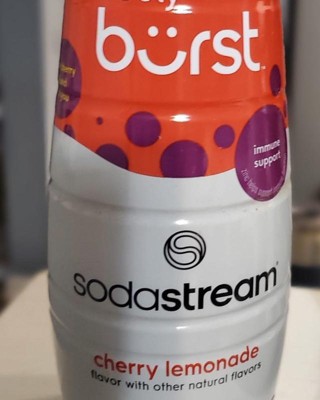 bürst
immune
support
sodastream
cherry lemonade
flavor with other natural flavors